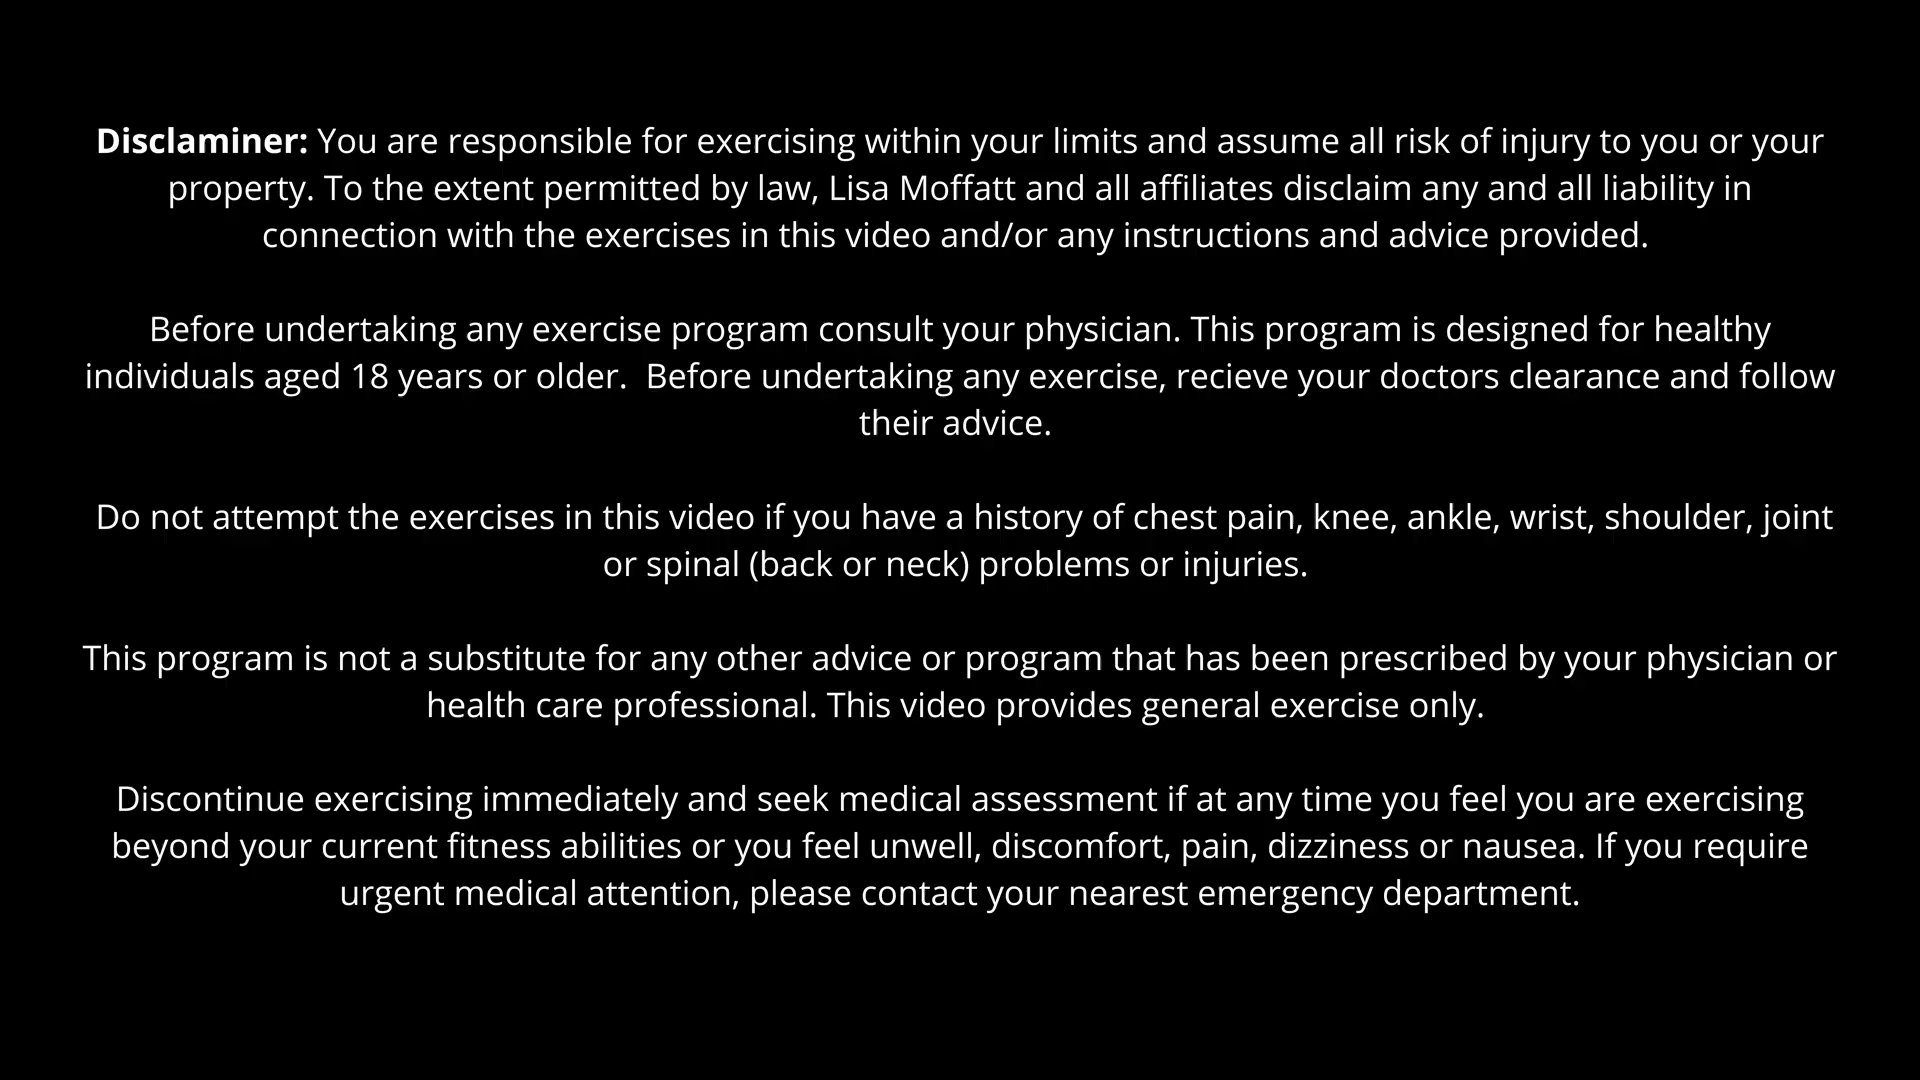 Disclaminer: You are responsible for exercising within your limits and assume all risk of injury to you or your
property. To the extent permitted by law, Lisa Moffatt and all affiliates disclaim any and all liability in
connection with the exercises in this video and/or any instructions and advice provided.
Before undertaking any exercise program consult your physician. This program is designed for healthy
individuals aged 18 years or older.  Before undertaking any exercise, recieve your doctors clearance and follow
their advice.
Do not attempt the exercises in this video if you have a history of chest pain, knee, ankle, wrist, shoulder, joint
or spinal (back or neck) problems or injuries.
This program is not a substitute for any other advice or program that has been prescribed by your physician or
health care professional. This video provides general exercise only.
Discontinue exercising immediately and seek medical assessment if at any time you feel you are exercising
beyond your current fitness abilities or you feel unwell, discomfort, pain, dizziness or nausea. If you require
urgent medical attention, please contact your nearest emergency department.